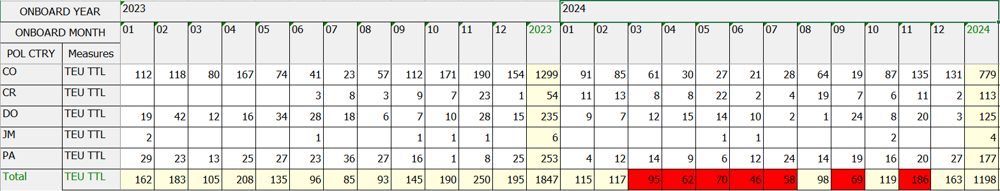 ONBOARD YEAR 2023 2024
ONBOARD MONTH 01 02 03 04 05 06 07 08 09 10 11 12 2023 01 02 03 04 05 06 07 08 09 10 11 12 2024
POL CTRY Measures
CO TEU TTL 112 118 80 167 74 41 23 57 112 171 190 154 1299 91 85 61 30 27 21 28 64 19 87 135 131 779
CR TEU TTL 3 8 3 9 7 23 1 54 11 13 8 8 22 2 4 19 7 6 11 2 113
DO TEU TTL 19 42 12 16 34 28 18 6 7 10 28 15 235 9 7 12 15 14 10 2 1 24 8 20 3 125
JM TEU TTL 2 1 1 1 1 6 1 1 2 4
PA TEU TTL 29 23 13 25 27 23 36 27 16 1 8 25 253 4 12 14 9 6 12 24 14 19 16 20 27 177
Total TEU TTL 162 183 105 208 135 96 85 93 145 190 250 195 1847 115 117 95 62 70 46 58 98 69 119 186 163 1198